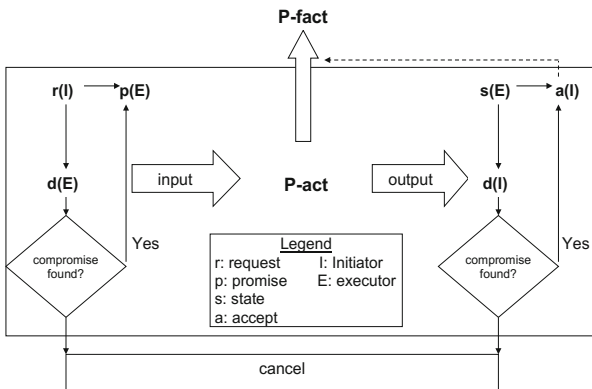 P-fact
r(I) p(E) s(E) a(I)
d(E) input P-act output d(I)
compromise
found?
Yes
Legend
r: request I: Initiator
p: promise E: executor
s: state
a: accept
compromise
found?
Yes
cancel